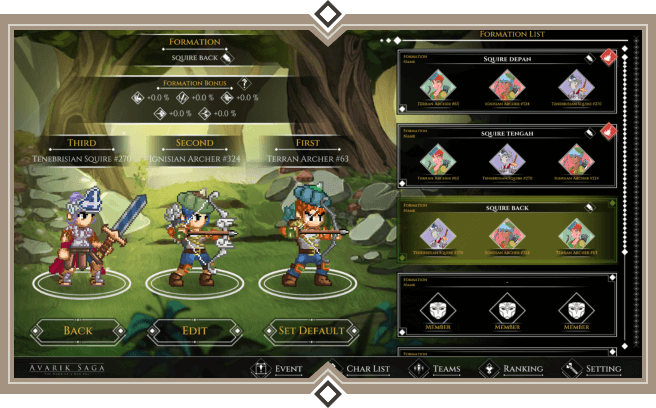 FORMATION
SQUIRE BACK
FORMATION BONUS ?
+0.0 % +0.0 % +0.0 %
+0.0 % +0.0 %
THIRD
TENEBRISIAN SQUIRE #270
SECOND
IGNISIAN ARCHER #324
FIRST
TERRAN ARCHER #63
BACK
EDIT
SET DEFAULT
FORMATION LIST
FORMATION NAME
SQUIRE DEPAN
TERRAN ARCHER #63
IGNISIAN ARCHER #324
TENEBRISIAN SQUIRE #270
FORMATION NAME
SQUIRE TENGAH
TERRAN ARCHER #63
TENEBRISIAN SQUIRE #270
IGNISIAN ARCHER #324
FORMATION NAME
SQUIRE BACK
TENEBRISIAN SQUIRE #270
IGNISIAN ARCHER #324
TERRAN ARCHER #63
FORMATION NAME
-
MEMBER
MEMBER
MEMBER
FORMATION
AVARIK SAGA
EVENT
CHAR LIST
TEAMS
RANKING
SETTING